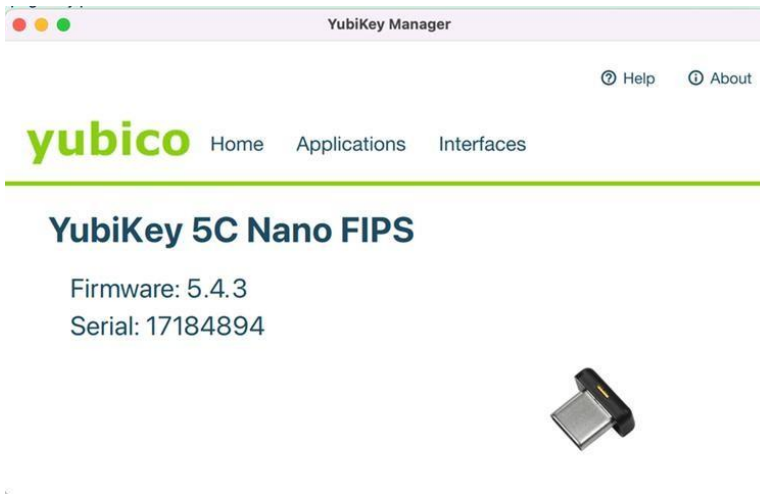 YubiKey Manager
Help About
yubico Home Applications Interfaces
YubiKey 5C Nano FIPS
Firmware: 5.4.3
Serial: 17184894